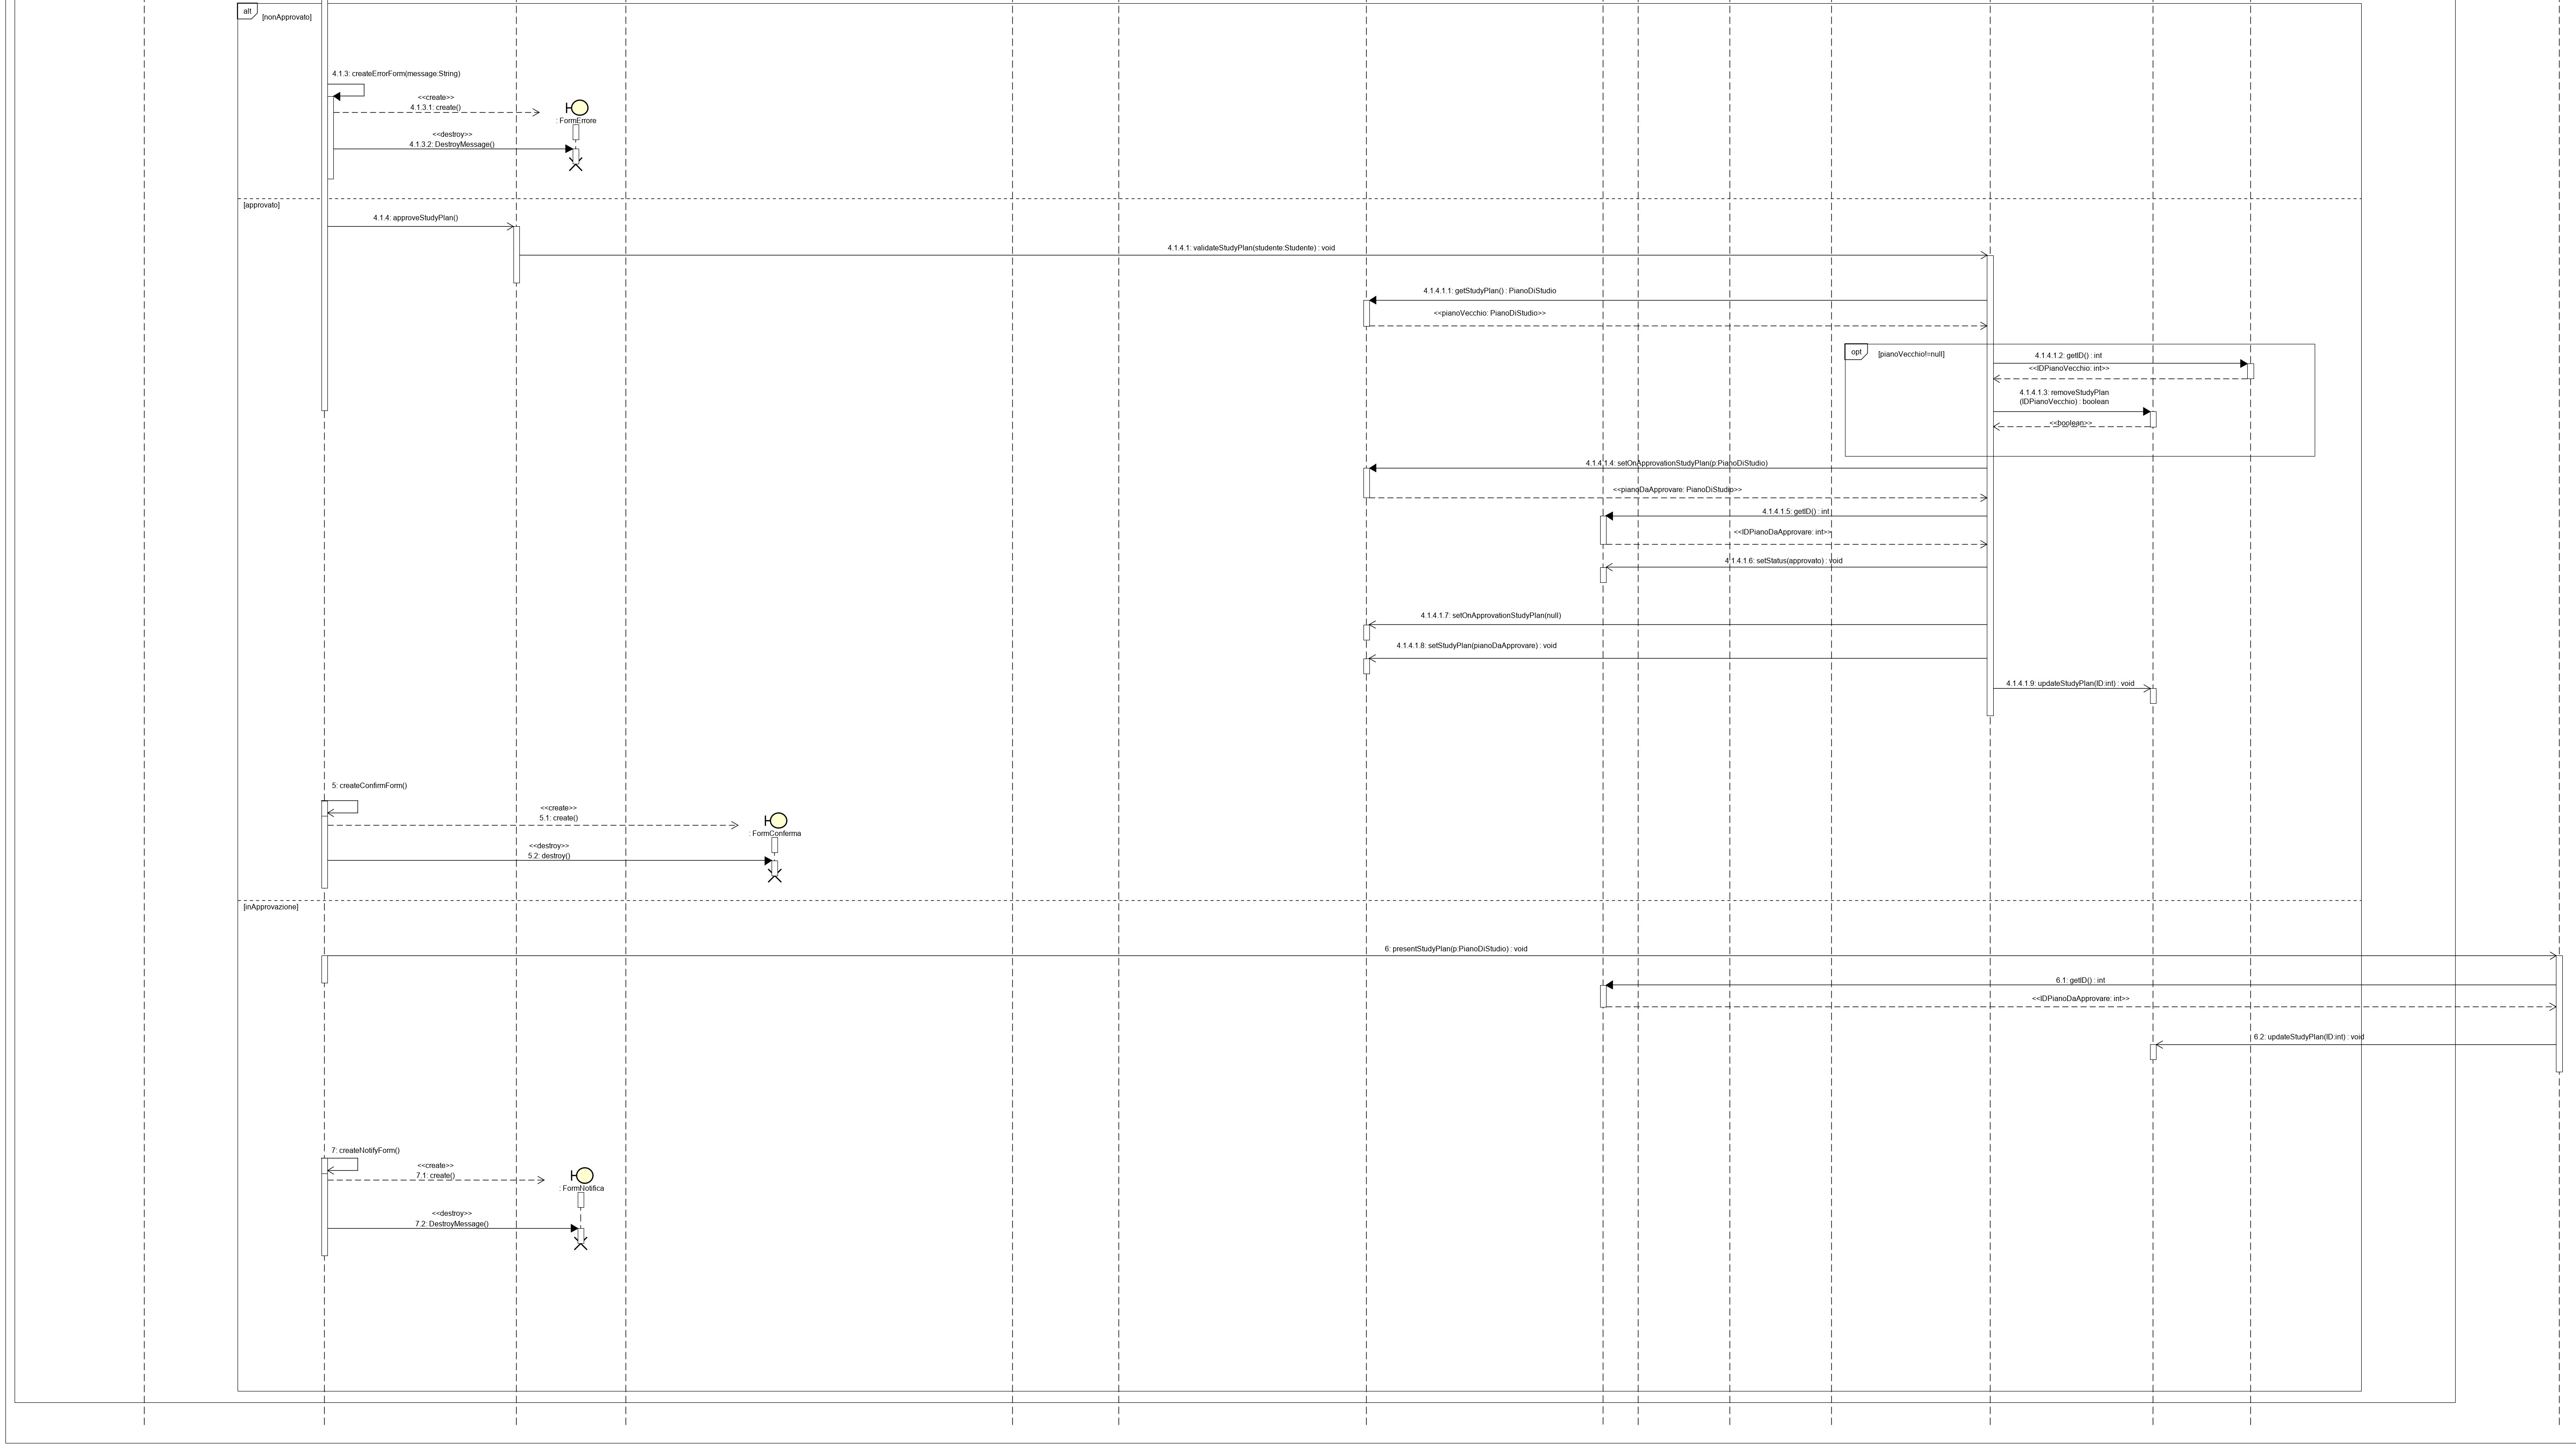 alt
[nonApprovato]
4.1.3: createErrorForm(message:String)
<<create>>
4.1.3.1: create()
: FormErrore
<<destroy>>
4.1.3.2: DestroyMessage()
[approvato]
4.1.4: approveStudyPlan()
4.1.4.1: validateStudyPlan(studente:Studente) : void
4.1.4.1.1: getStudyPlan() : PianoDiStudio
<<pianoVecchio: PianoDiStudio>>
opt
[pianoVecchio!=null]
4.1.4.1.2: getID() : int
<<IDPianoVecchio: int>>
4.1.4.1.3: removeStudyPlan
(IDPianoVecchio) : boolean
<<boolean>>
4.1.4.1.4: setOnApprovationStudyPlan(p:PianoDiStudio)
<<pianoDaApprovare: PianoDiStudio>>
4.1.4.1.5: getID() : int
<<IDPianoDaApprovare: int>>
4.1.4.1.6: setStatus(approvato) : void
4.1.4.1.7: setOnApprovationStudyPlan(null)
4.1.4.1.8: setStudyPlan(pianoDaApprovare) : void
4.1.4.1.9: updateStudyPlan(ID:int) : void
5: createConfirmForm()
<<create>>
5.1: create()
: FormConferma
<<destroy>>
5.2: destroy()
[inApprovazione]
6: presentStudyPlan(p:PianoDiStudio) : void
6.1: getID() : int
<<IDPianoDaApprovare: int>>
6.2: updateStudyPlan(ID:int) : void
7: createNotifyForm()
<<create>>
7.1: create()
: FormNotifica
<<destroy>>
7.2: DestroyMessage()